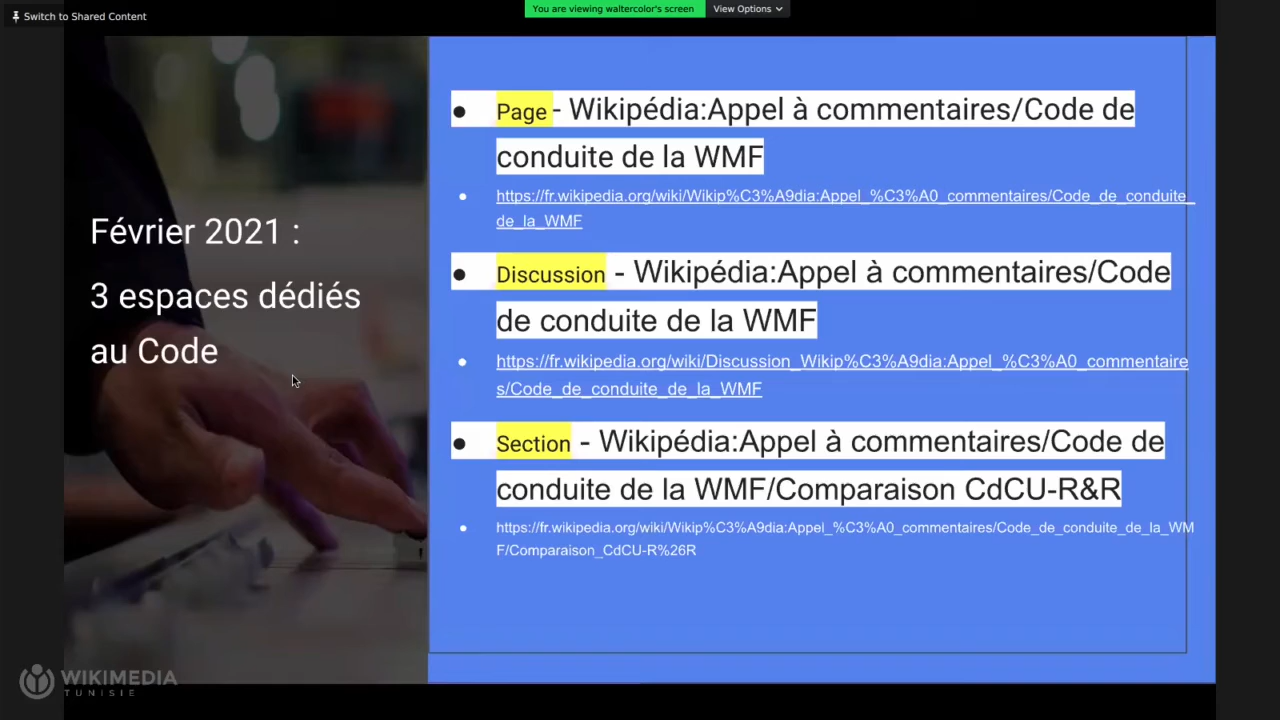 Switch to Shared Content
You are viewing waltercolor's screen
View Options
Février 2021 :
3 espaces dédiés
au Code
● Page - Wikipédia:Appel à commentaires/Code de
conduite de la WMF
● https://fr.wikipedia.org/wiki/Wikip%C3%A9dia:Appel_%C3%A0_commentaires/Code_de_conduite_
de_la_WMF
● Discussion - Wikipédia:Appel à commentaires/Code
de conduite de la WMF
● https://fr.wikipedia.org/wiki/Discussion_Wikip%C3%A9dia:Appel_%C3%A0_commentaire
s/Code_de_conduite_de_la_WMF
● Section - Wikipédia:Appel à commentaires/Code de
conduite de la WMF/Comparaison CdCU-R&R
● https://fr.wikipedia.org/wiki/Wikip%C3%A9dia:Appel_%C3%A0_commentaires/Code_de_conduite_de_la_WM
F/Comparaison_CdCU-R%26R
WIKIMEDIA
TUNISIE